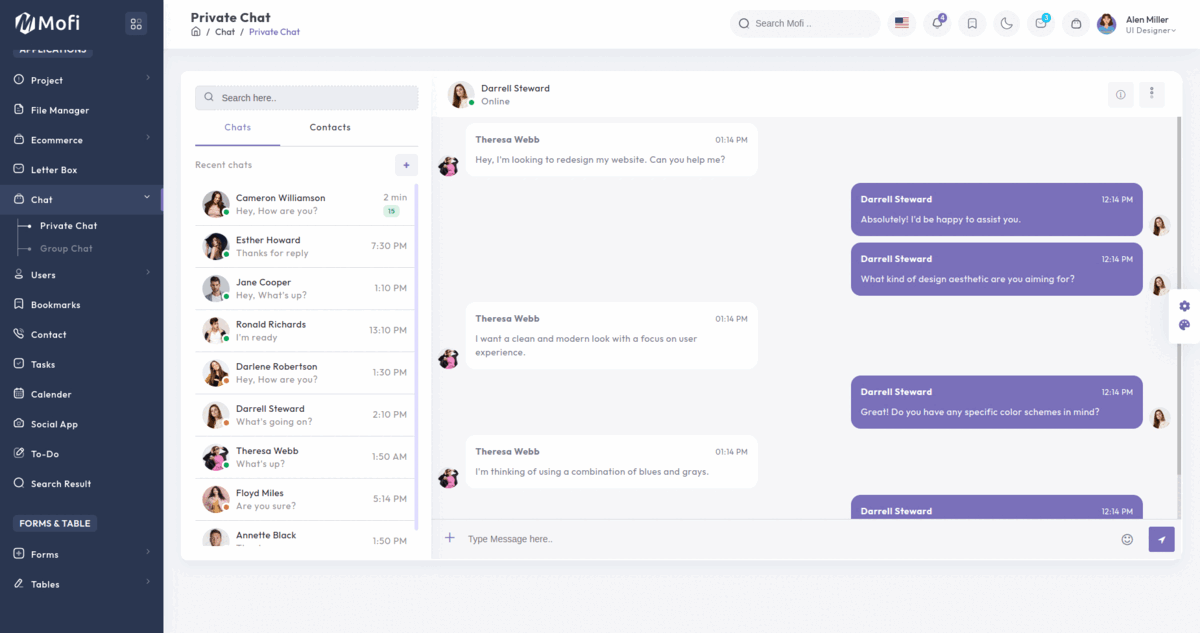 Mofi
APPLICATIONS
Project
File Manager
Ecommerce
Letter Box
Chat
Private Chat
Group Chat
Users
Bookmarks
Contact
Tasks
Calender
Social App
To-Do
Search Result
FORMS & TABLE
Forms
Tables
Private Chat
/ Chat / Private Chat
Search Mofi ..
4
3
Alen Miller
UI Designer
Search here..
Chats Contacts
Recent chats
+
Cameron Williamson 2 min
Hey, How are you? 15
Esther Howard
Thanks for reply
7:30 PM
Jane Cooper
Hey, What's up?
1:10 PM
Ronald Richards
I'm ready
13:10 PM
Darlene Robertson
Hey, How are you?
1:30 PM
Darrell Steward
What's going on?
2:10 PM
Theresa Webb
What's up?
1:50 AM
Floyd Miles
Are you sure?
5:14 PM
Annette Black
1:50 PM
Darrell Steward
Online
Theresa Webb 01:14 PM
Hey, I'm looking to redesign my website. Can you help me?
Darrell Steward 12:14 PM
Absolutely! I'd be happy to assist you.
Darrell Steward 12:14 PM
What kind of design aesthetic are you aiming for?
Theresa Webb 01:14 PM
I want a clean and modern look with a focus on user
experience.
Darrell Steward 12:14 PM
Great! Do you have any specific color schemes in mind?
Theresa Webb 01:14 PM
I'm thinking of using a combination of blues and grays.
Darrell Steward 12:14 PM
+ Type Message here..